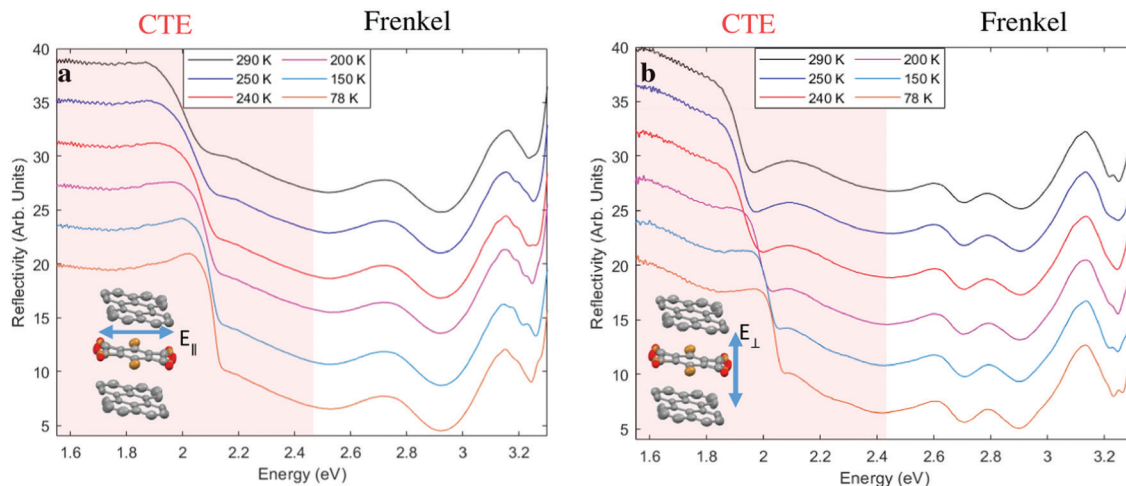 CTE Frenkel
a
290 K 200 K
250 K 150 K
240 K 78 K
40
35
30
25
20
15
10
5
Reflectivity (Arb. Units)
E∥
1.6 1.8 2 2.2 2.4 2.6 2.8 3 3.2
Energy (eV)
CTE Frenkel
b
290 K 200 K
250 K 150 K
240 K 78 K
40
35
30
25
20
15
10
5
Reflectivity (Arb. Units)
E⊥
1.6 1.8 2 2.2 2.4 2.6 2.8 3 3.2
Energy (eV)